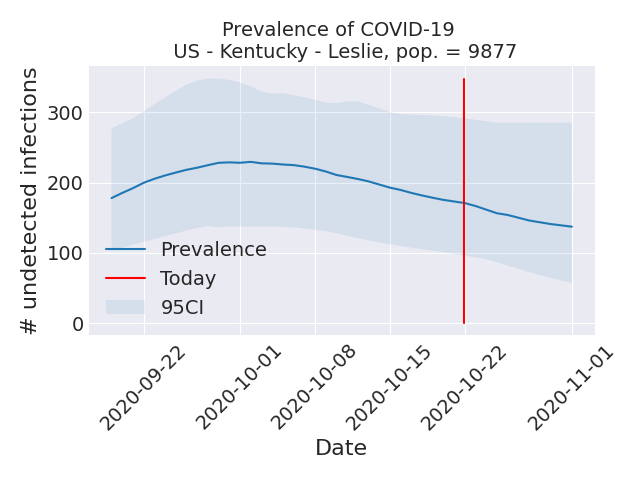 Prevalence of COVID-19
US - Kentucky - Leslie, pop. = 9877
# undetected infections
300
200
100
0
Prevalence
Today
95CI
2020-09-22
2020-10-01
2020-10-08
2020-10-15
2020-10-22
2020-11-01
Date